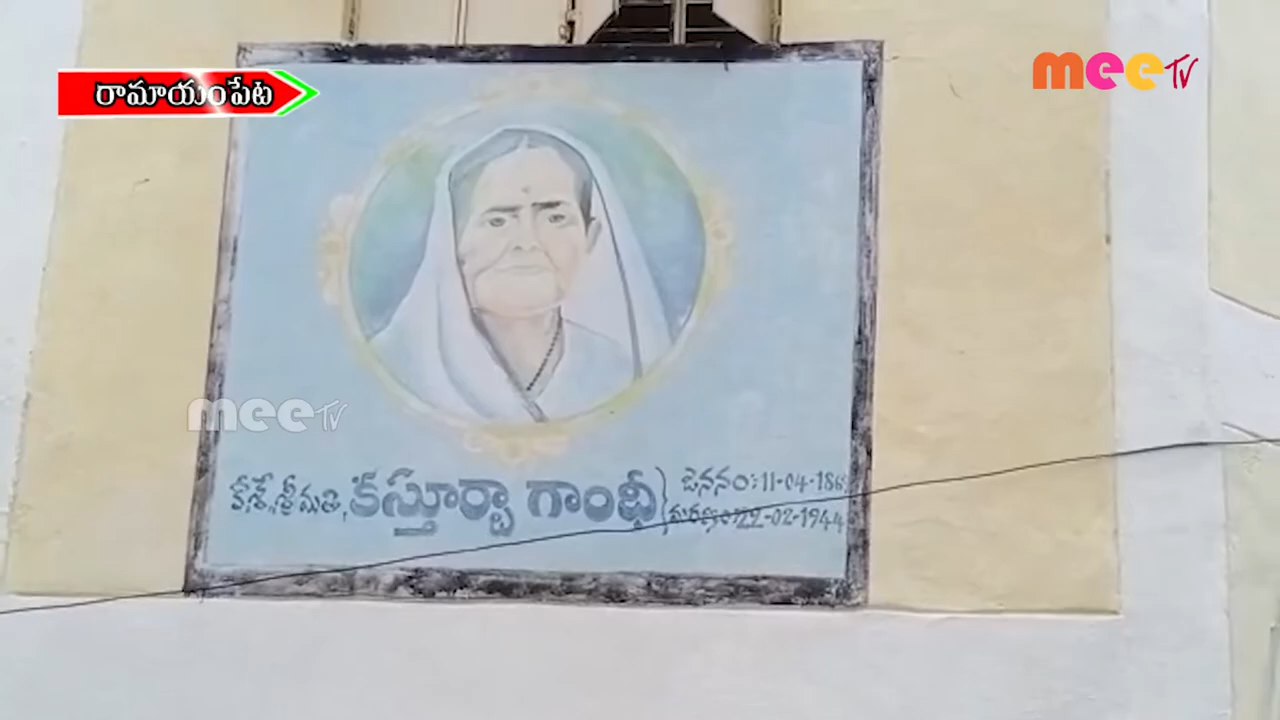 రామాయంపేట
mee TV
mee TV
కీ.శే.శ్రీమతి, కస్తూర్బా గాంధీ
జననం:11-04-186
మరణం:22-02-1944